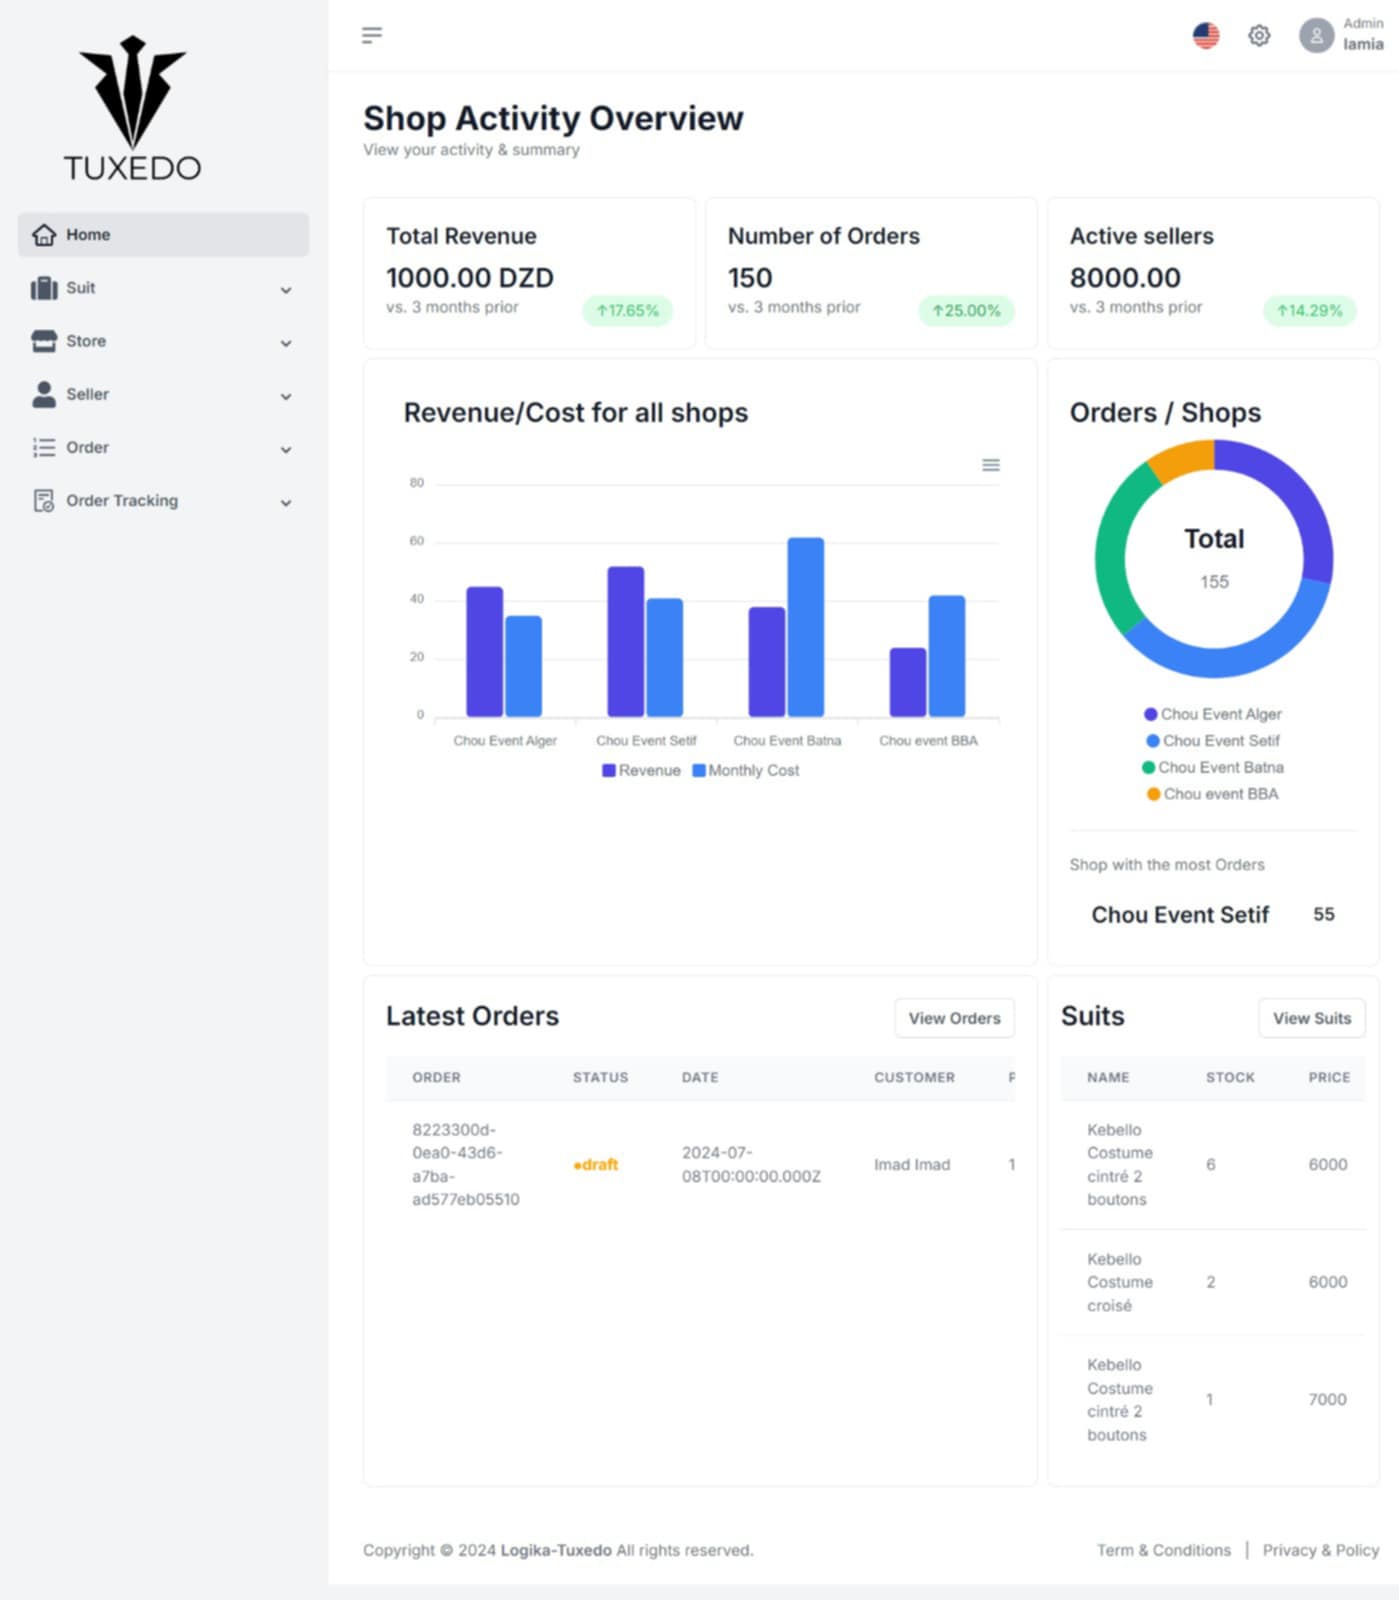 TUXEDO
Home
Suit
Store
Seller
Order
Order Tracking
Admin
lamia
Shop Activity Overview
View your activity & summary
Total Revenue
1000.00 DZD
vs. 3 months prior
↑17.65%
Number of Orders
150
vs. 3 months prior
↑25.00%
Active sellers
8000.00
vs. 3 months prior
↑14.29%
Revenue/Cost for all shops
80
60
40
20
0
Chou Event Alger
Chou Event Setif
Chou Event Batna
Chou event BBA
Revenue
Monthly Cost
Orders / Shops
Total
155
Chou Event Alger
Chou Event Setif
Chou Event Batna
Chou event BBA
Shop with the most Orders
Chou Event Setif 55
Latest Orders
View Orders
ORDER STATUS DATE CUSTOMER
8223300d-
0ea0-43d6-
a7ba-
ad577eb05510
•draft
2024-07-
08T00:00:00.000Z
Imad Imad
1
Suits
View Suits
NAME STOCK PRICE
Kebello
Costume
cintré 2
boutons
6
6000
Kebello
Costume
croisé
2
6000
Kebello
Costume
cintré 2
boutons
1
7000
Copyright © 2024 Logika-Tuxedo All rights reserved.
Term & Conditions | Privacy & Policy